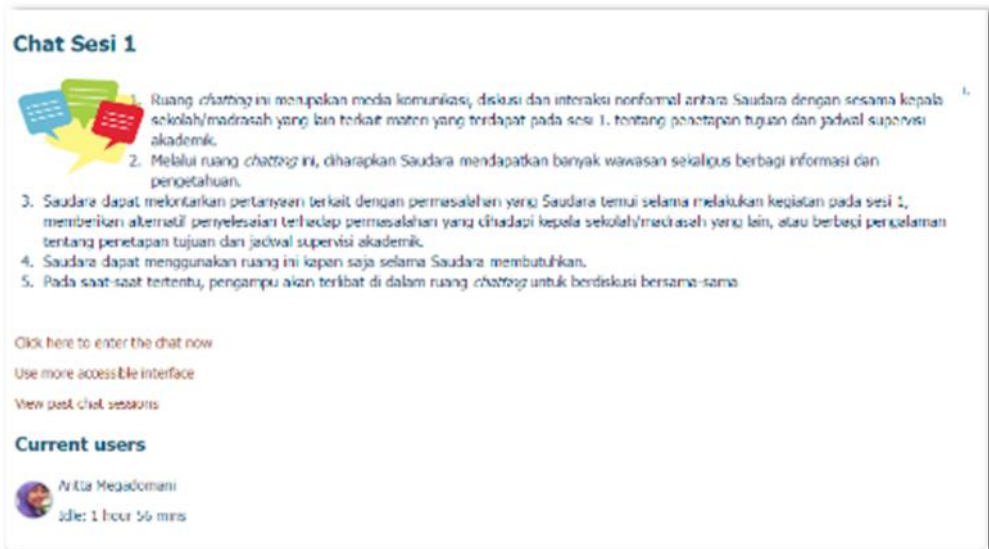 Chat Sesi 1
1. Ruang chatting ini merupakan media komunikasi, diskusi dan interaksi nonformal antara Saudara dengan sesama kepala
sekolah/madrasah yang lain terkait materi yang terdapat pada sesi 1. tentang penetapan tujuan dan jadwal supervisi
akademik.
2. Melalui ruang chatting ini, diharapkan Saudara mendapatkan banyak wawasan sekaligus berbagi informasi dan
pengetahuan.
3. Saudara dapat melontarkan pertanyaan terkait dengan permasalahan yang Saudara temui selama melakukan kegiatan pada sesi 1,
memberikan alternatif penyelesaian terhadap permasalahan yang dihadapi kepala sekolah/madrasah yang lain, atau berbagi pengalaman
tentang penetapan tujuan dan jadwal supervisi akademik.
4. Saudara dapat menggunakan ruang ini kapan saja selama Saudara membutuhkan.
5. Pada saat-saat tertentu, pengampu akan terlibat di dalam ruang chatting untuk berdiskusi bersama-sama
Click here to enter the chat now
Use more accessible interface
View past chat sessions
Current users
Megadomani
Idle: 1 hour 56 mins